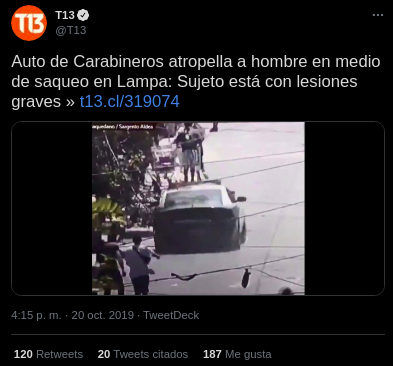 T13
T13
@T13
Auto de Carabineros atropella a hombre en medio
de saqueo en Lampa: Sujeto está con lesiones
graves » t13.cl/319074
aquedano / Sargento Aldea
4:15 p. m. · 20 oct. 2019 · TweetDeck
120 Retweets 20 Tweets citados 187 Me gusta